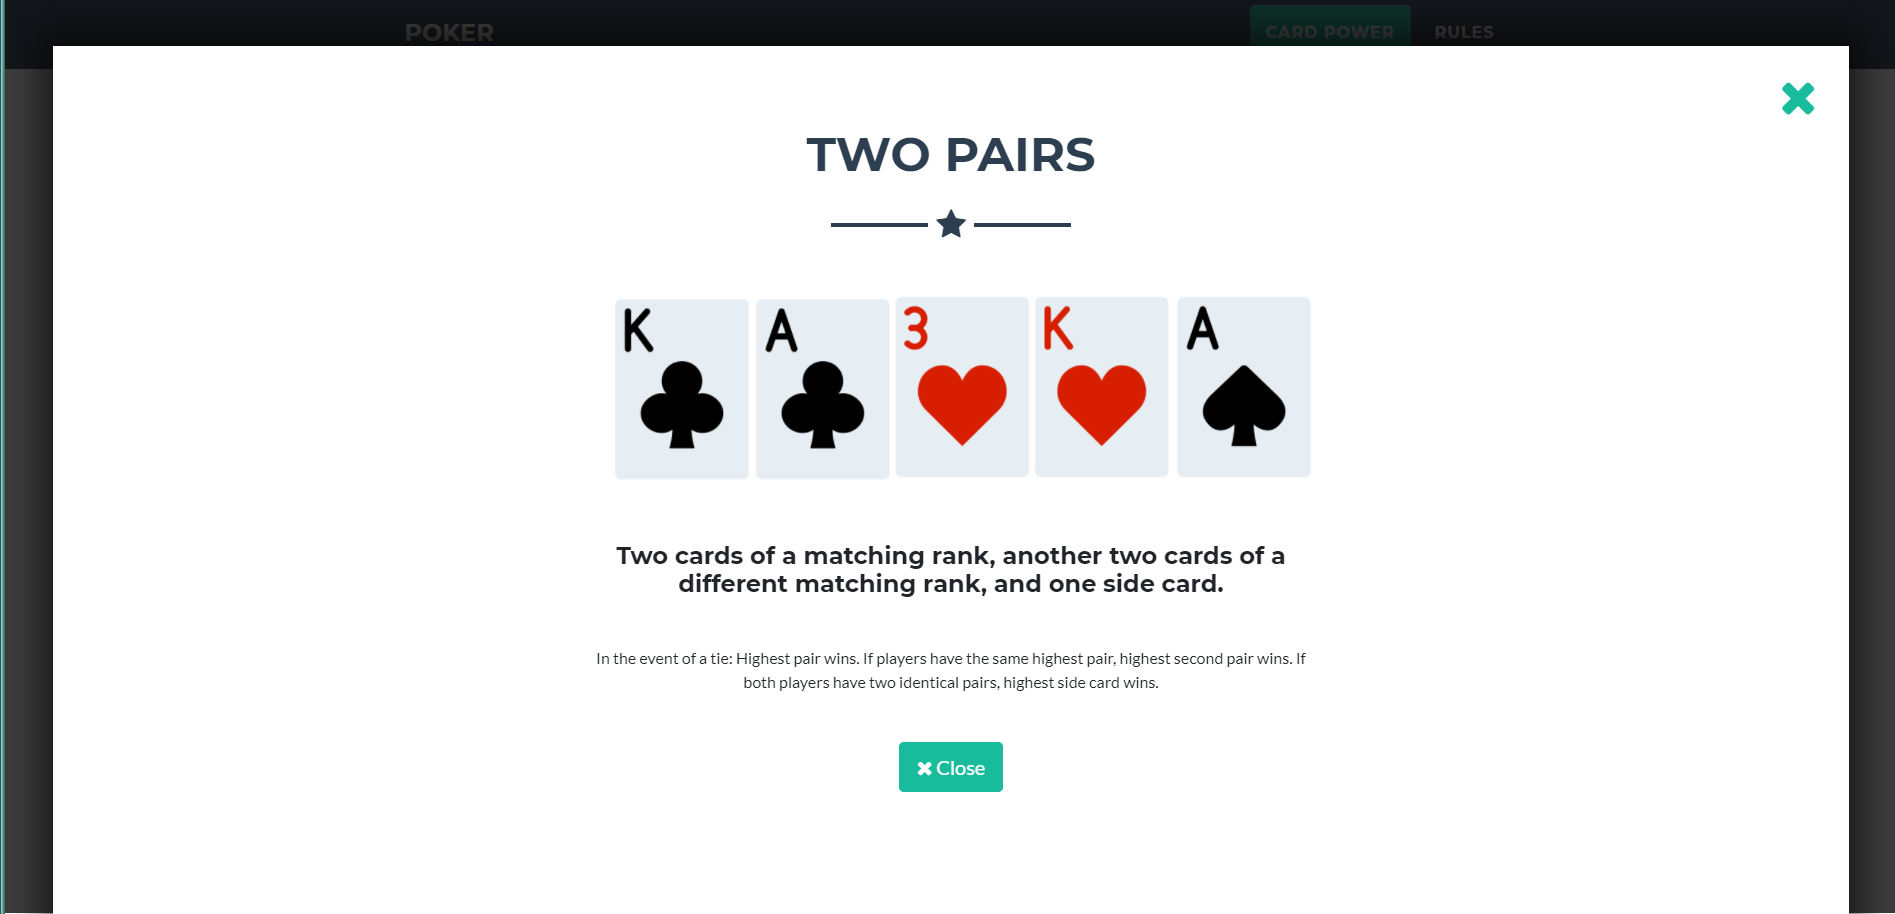 POKER
CARD POWER
RULES
TWO PAIRS
K
A
3
K
A
Two cards of a matching rank, another two cards of a
different matching rank, and one side card.
In the event of a tie: Highest pair wins. If players have the same highest pair, highest second pair wins. If
both players have two identical pairs, highest side card wins.
Close